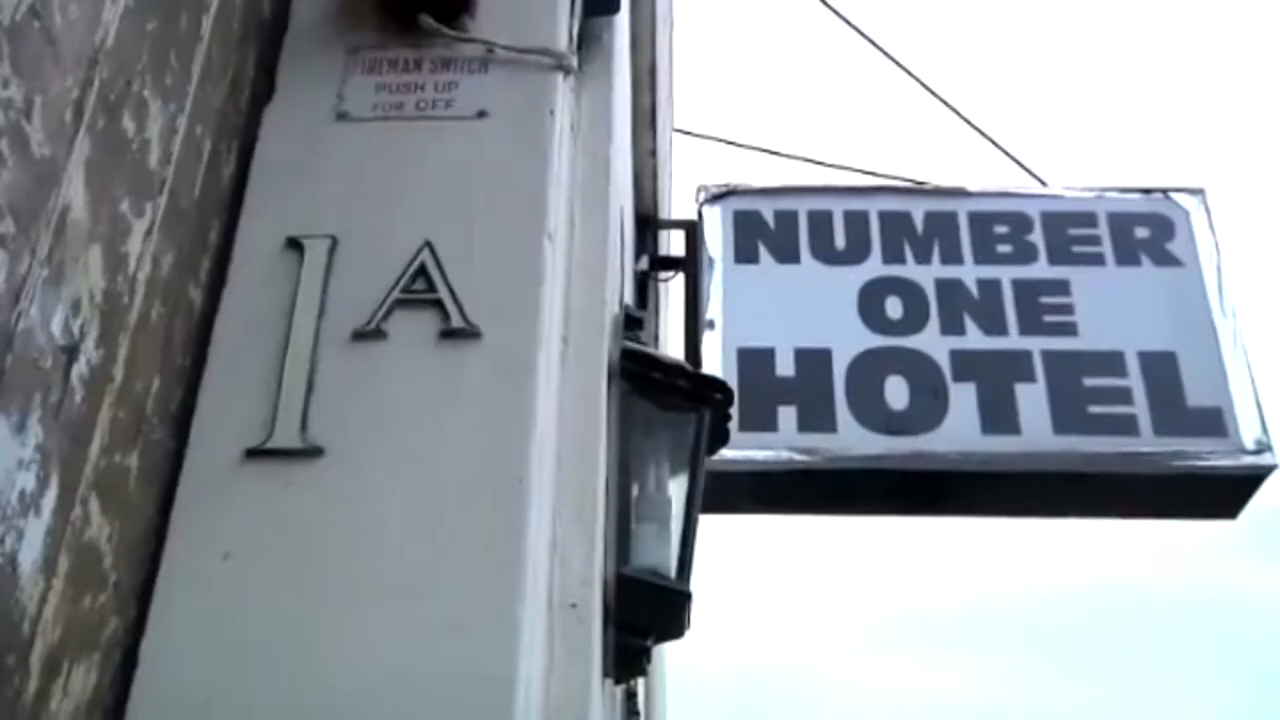 FIREMAN SWITCH
PUSH UP
FOR OFF
1A
NUMBER
ONE
HOTEL